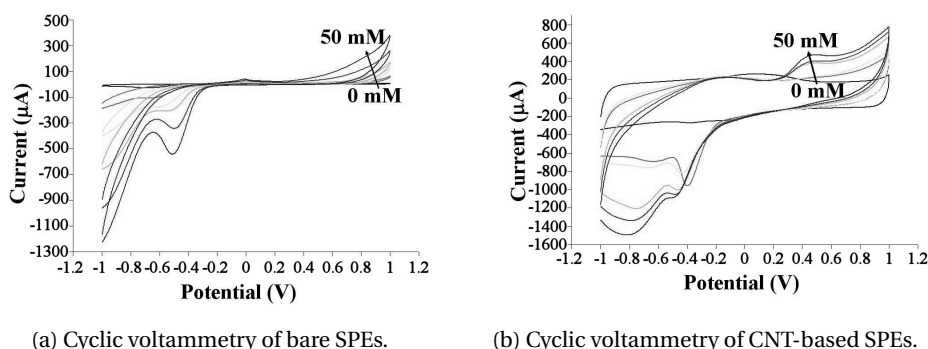 500
300
100
-100
-300
-500
-700
-900
-1100
-1300
-1.2 -1 -0.8 -0.6 -0.4 -0.2 0 0.2 0.4 0.6 0.8 1 1.2
Current (µA)
Potential (V)
50 mM
0 mM
(a) Cyclic voltammetry of bare SPEs.
800
600
400
200
0
-200
-400
-600
-800
-1000
-1200
-1400
-1600
-1.2 -1 -0.8 -0.6 -0.4 -0.2 0 0.2 0.4 0.6 0.8 1 1.2
Current (µA)
Potential (V)
50 mM
0 mM
(b) Cyclic voltammetry of CNT-based SPEs.